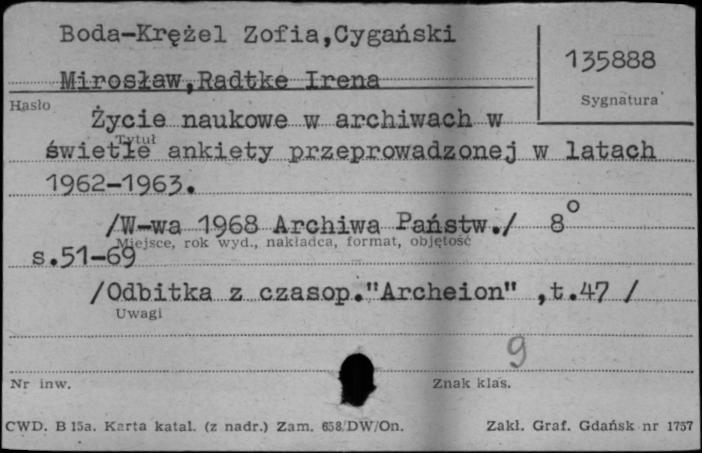 Boda-Krężel Zofia,Cygański
135888
Mirosław,Radtke Irena
Hasło
Sygnatura
Życie naukowe w archiwach w
Tytuł
świetle ankiety przeprowadzonej w latach
1962-1963.
/W-wa 1968 Archiwa Państw./ 8°
Miejsce, rok wyd., nakładca, format, objętość
s.51-69
/Odbitka z czasop."Archeion" ,t.47 /
Uwagi
9
Nr inw.
Znak klas.
CWD. B 15a. Karta katal. (z nadr.) Zam. 658/DW/On.
Zakł. Graf. Gdańsk nr 1757